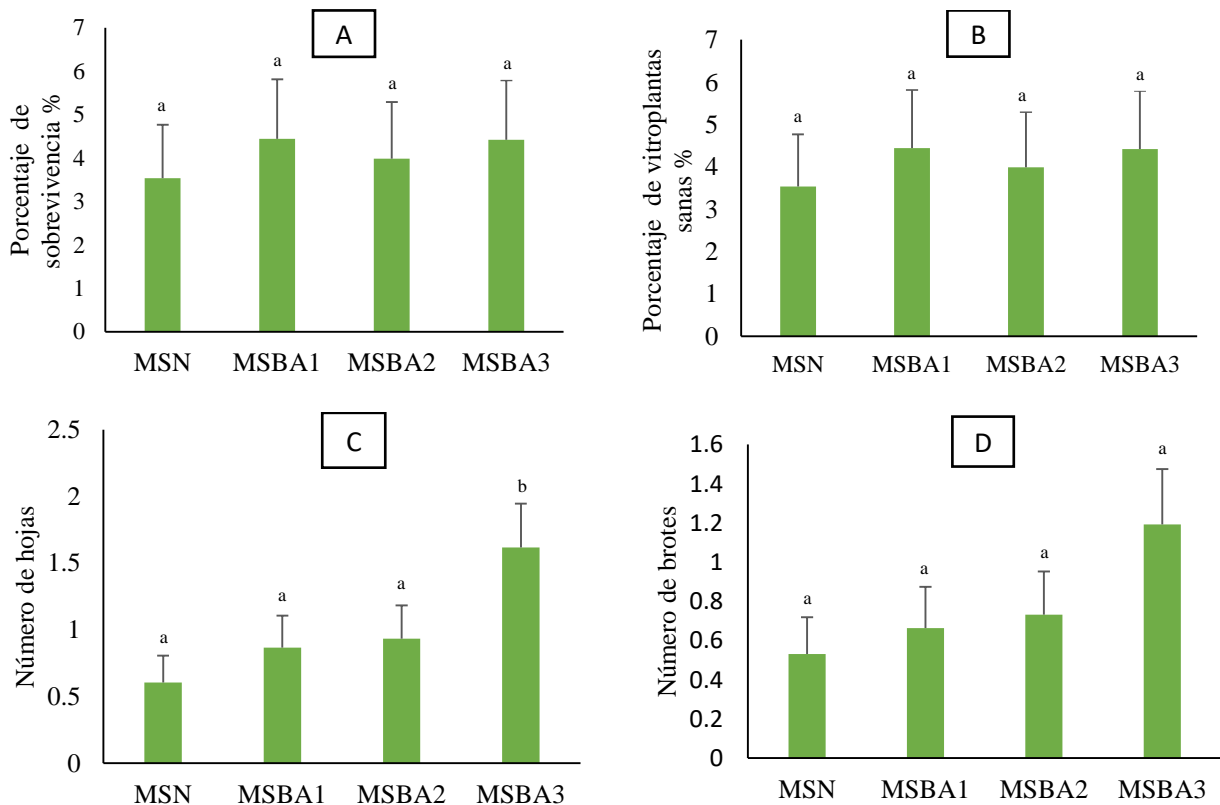 A
Porcentaje de
sobrevivencia %
7
6
5
4
3
2
1
0
a
a
a
a
MSN
MSBA1
MSBA2
MSBA3
B
Porcentaje de vitroplantas
sanas %
7
6
5
4
3
2
1
0
a
a
a
a
MSN
MSBA1
MSBA2
MSBA3
C
Número de hojas
2.5
2
1.5
1
0.5
0
a
a
a
b
MSN
MSBA1
MSBA2
MSBA3
D
Número de brotes
1.6
1.4
1.2
1
0.8
0.6
0.4
0.2
0
a
a
a
a
MSN
MSBA1
MSBA2
MSBA3